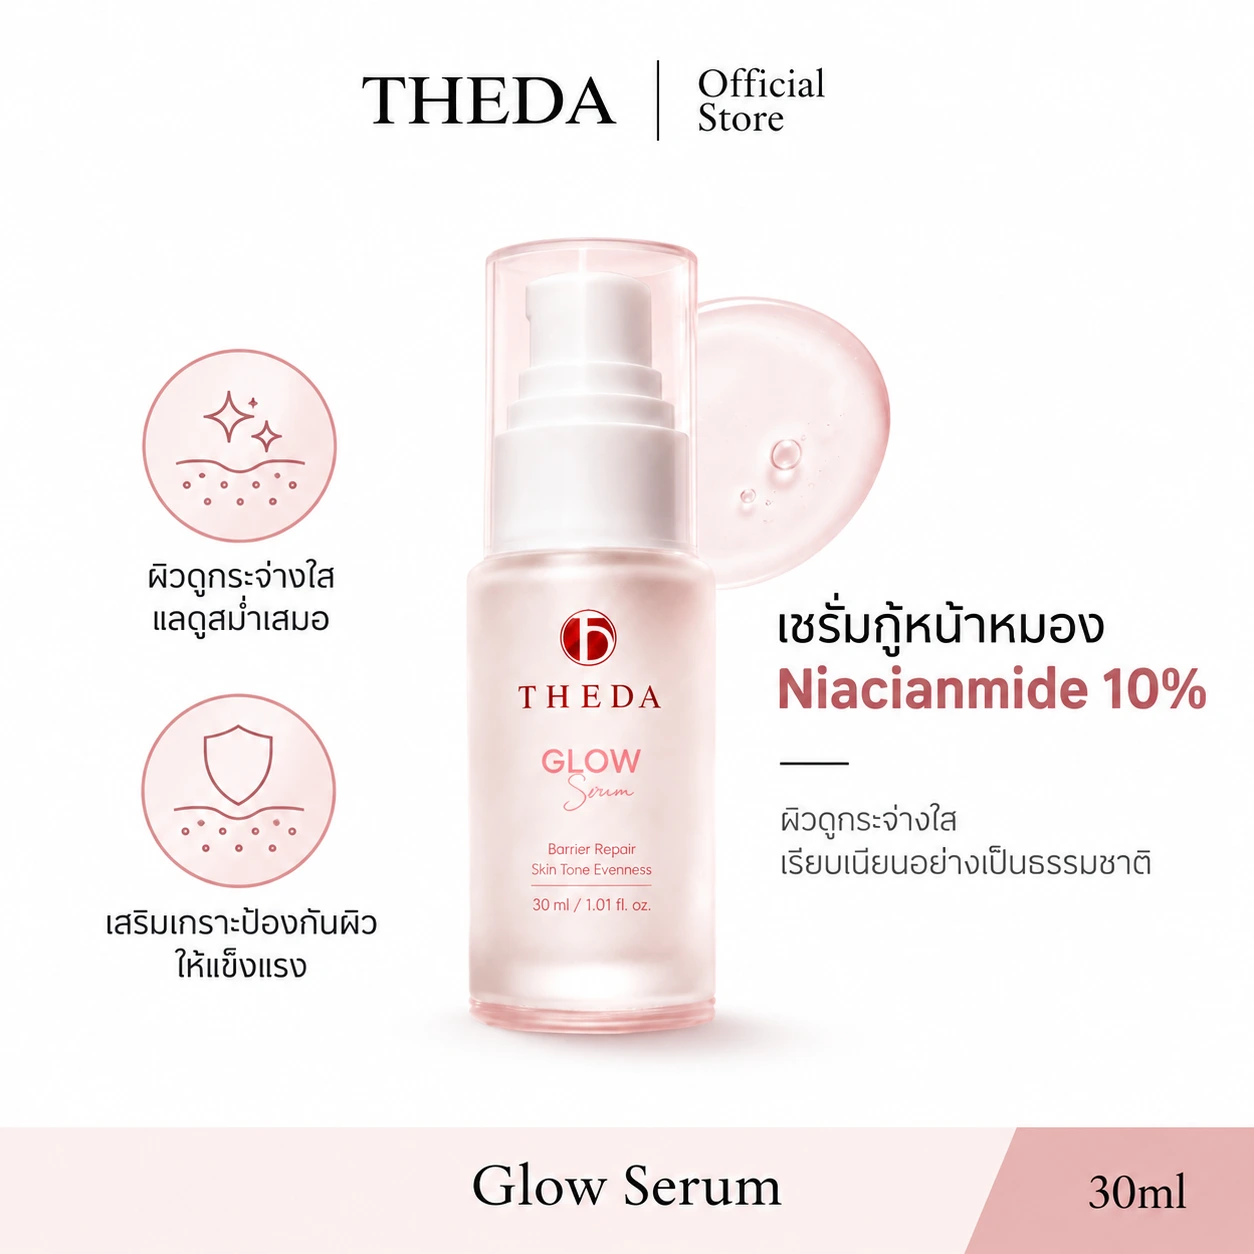 THEDA
Official
Store
ผิวดูกระจ่างใส
แลดูสม่ำเสมอ
เสริมเกราะป้องกันผิว
ให้แข็งแรง
THEDA
GLOW
Serum
Barrier Repair
Skin Tone Evenness
30 ml / 1.01 fl. oz.
เซรั่มกู้หน้าหมอง
Niacianmide 10%
ผิวดูกระจ่างใส
เรียบเนียนอย่างเป็นธรรมชาติ
Glow Serum
30ml